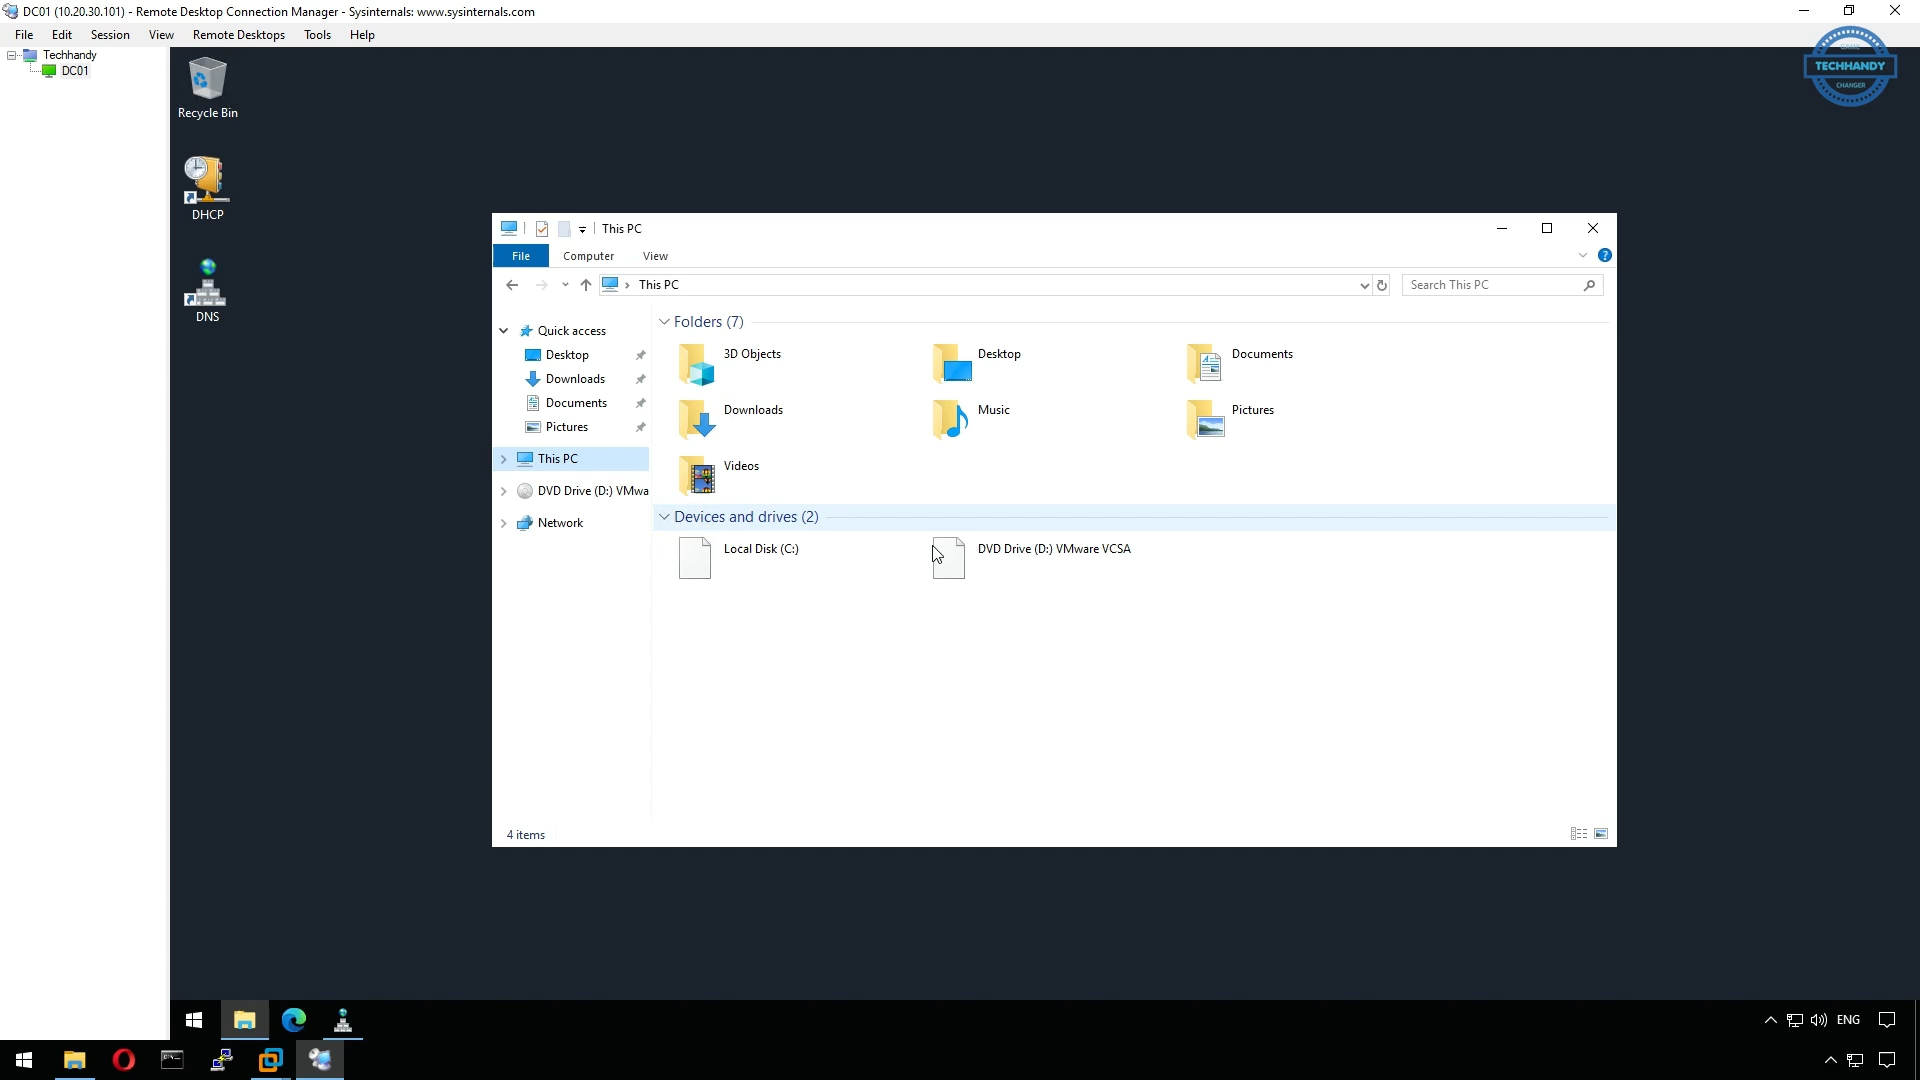 DC01 (10.20.30.101) - Remote Desktop Connection Manager - Sysinternals: www.sysinternals.com
File Edit Session View Remote Desktops Tools Help
Techhandy
DC01
Recycle Bin
DHCP
DNS
TECHHANDY
CHANGER
This PC
File Computer View
This PC
Search This PC
Quick access
Desktop
Downloads
Documents
Pictures
This PC
DVD Drive (D:) VMwa
Network
Folders (7)
3D Objects
Desktop
Documents
Downloads
Music
Pictures
Videos
Devices and drives (2)
Local Disk (C:)
DVD Drive (D:) VMware VCSA
4 items
ENG